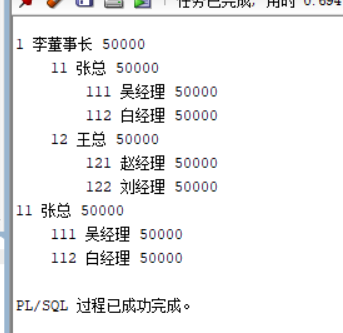 任务已完成, 用时 0.694
1 李董事长 50000
11 张总 50000
111 吴经理 50000
112 白经理 50000
12 王总 50000
121 赵经理 50000
122 刘经理 50000
11 张总 50000
111 吴经理 50000
112 白经理 50000
PL/SQL 过程已成功完成。